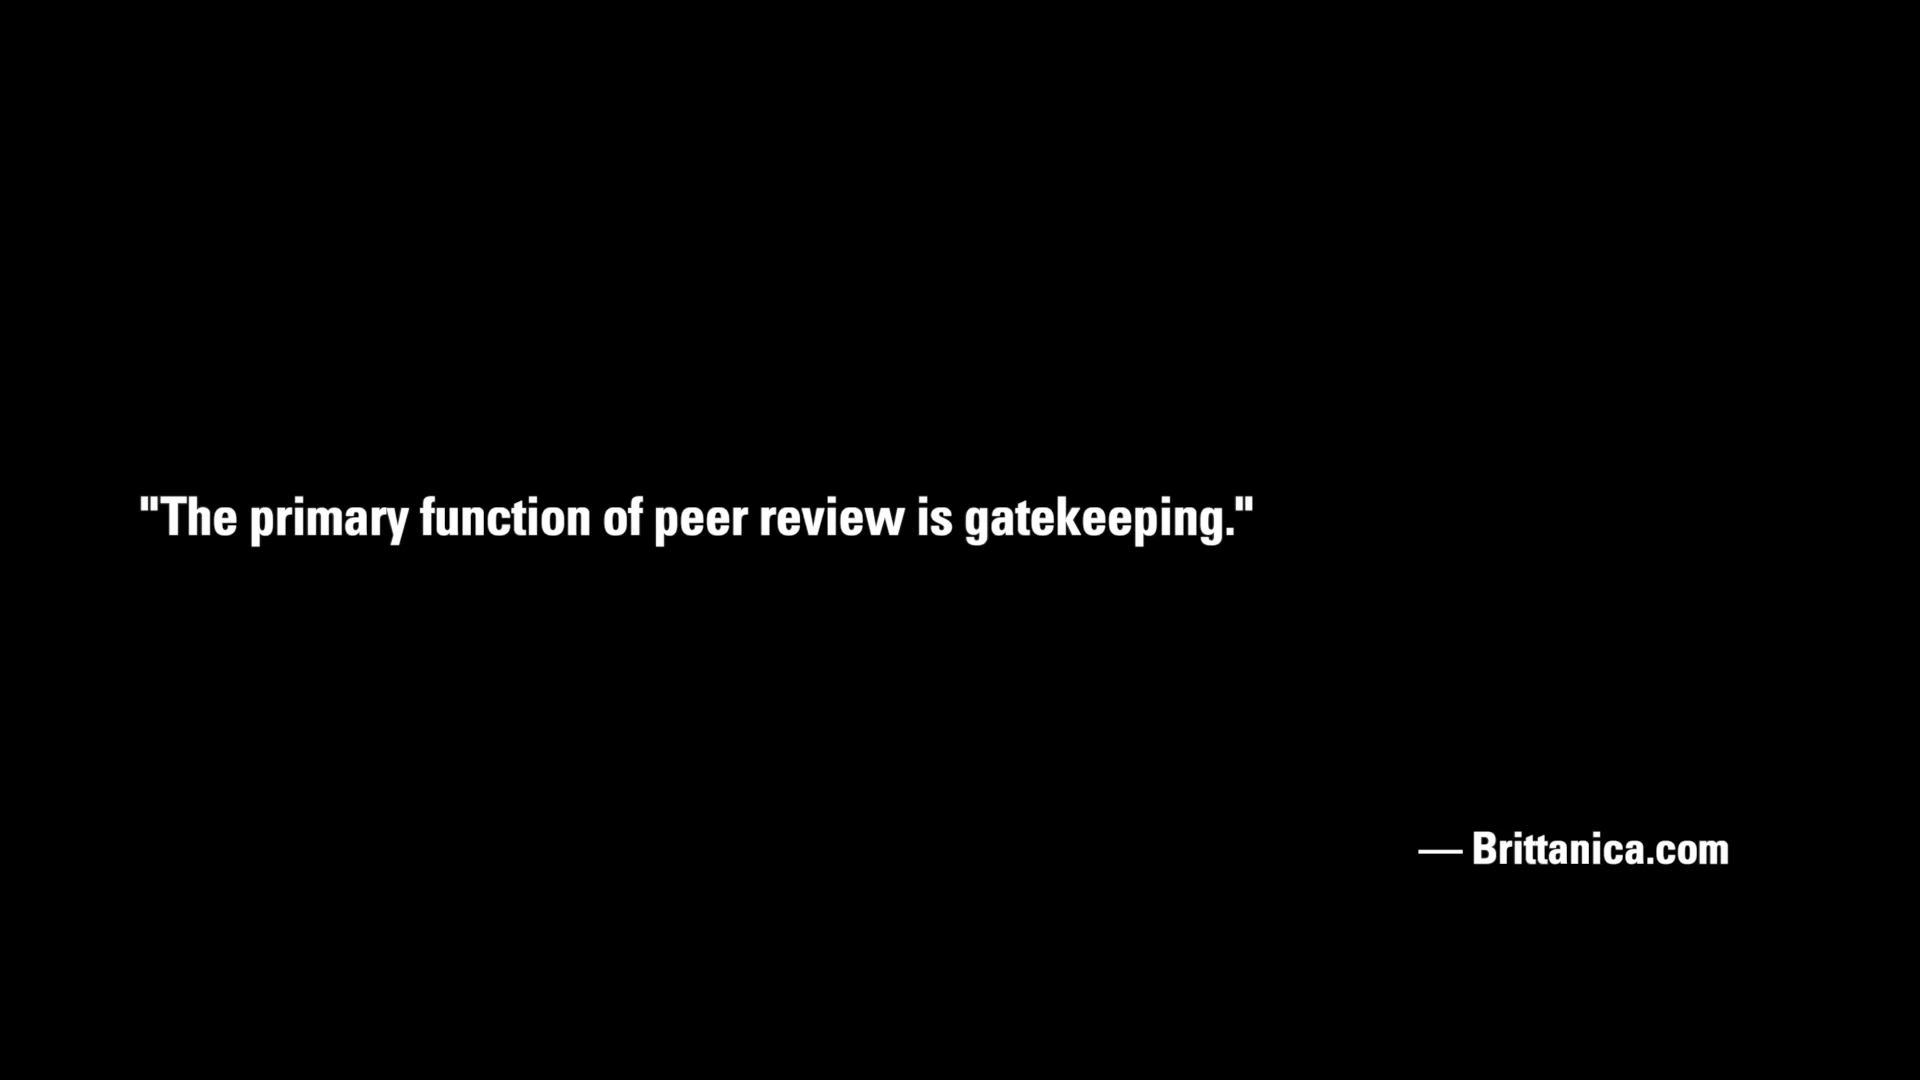 "The primary function of peer review is gatekeeping."
— Brittanica.com